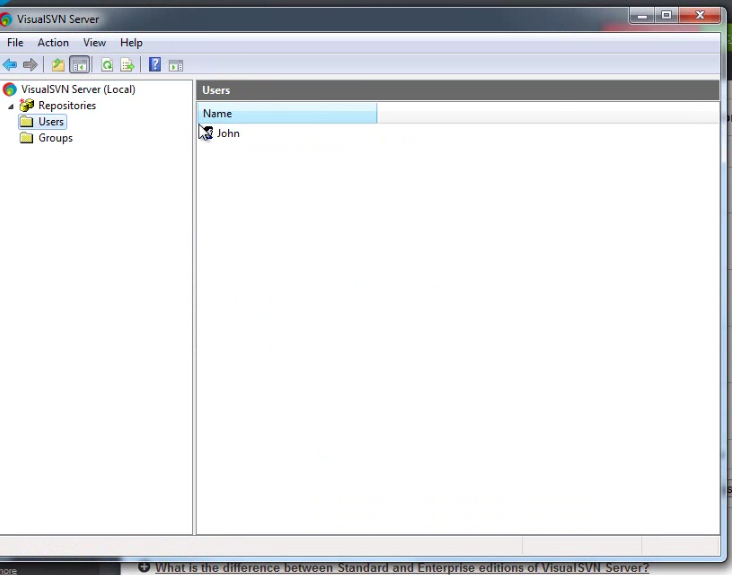 VisualSVN Server
File Action View Help
VisualSVN Server (Local)
Repositories
Users
Groups
Users
Name
John
What is the difference between Standard and Enterprise editions of VisualSVN Server?